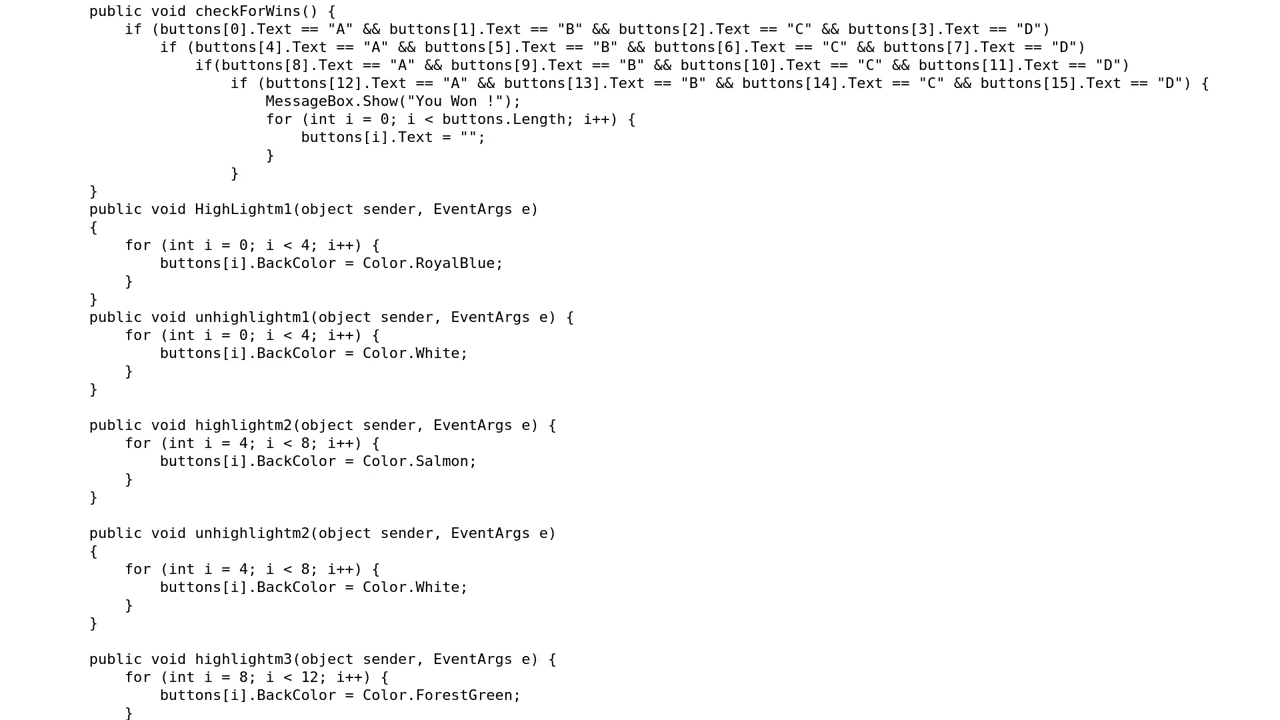 public void checkForWins() {
    if (buttons[0].Text == "A" && buttons[1].Text == "B" && buttons[2].Text == "C" && buttons[3].Text == "D")
        if (buttons[4].Text == "A" && buttons[5].Text == "B" && buttons[6].Text == "C" && buttons[7].Text == "D")
            if(buttons[8].Text == "A" && buttons[9].Text == "B" && buttons[10].Text == "C" && buttons[11].Text == "D")
                if (buttons[12].Text == "A" && buttons[13].Text == "B" && buttons[14].Text == "C" && buttons[15].Text == "D") {
                    MessageBox.Show("You Won !");
                    for (int i = 0; i < buttons.Length; i++) {
                        buttons[i].Text = "";
                    }
                }
}
public void HighLightm1(object sender, EventArgs e)
{
    for (int i = 0; i < 4; i++) {
        buttons[i].BackColor = Color.RoyalBlue;
    }
}
public void unhighlightm1(object sender, EventArgs e) {
    for (int i = 0; i < 4; i++) {
        buttons[i].BackColor = Color.White;
    }
}

public void highlightm2(object sender, EventArgs e) {
    for (int i = 4; i < 8; i++) {
        buttons[i].BackColor = Color.Salmon;
    }
}

public void unhighlightm2(object sender, EventArgs e)
{
    for (int i = 4; i < 8; i++) {
        buttons[i].BackColor = Color.White;
    }
}

public void highlightm3(object sender, EventArgs e) {
    for (int i = 8; i < 12; i++) {
        buttons[i].BackColor = Color.ForestGreen;
    }